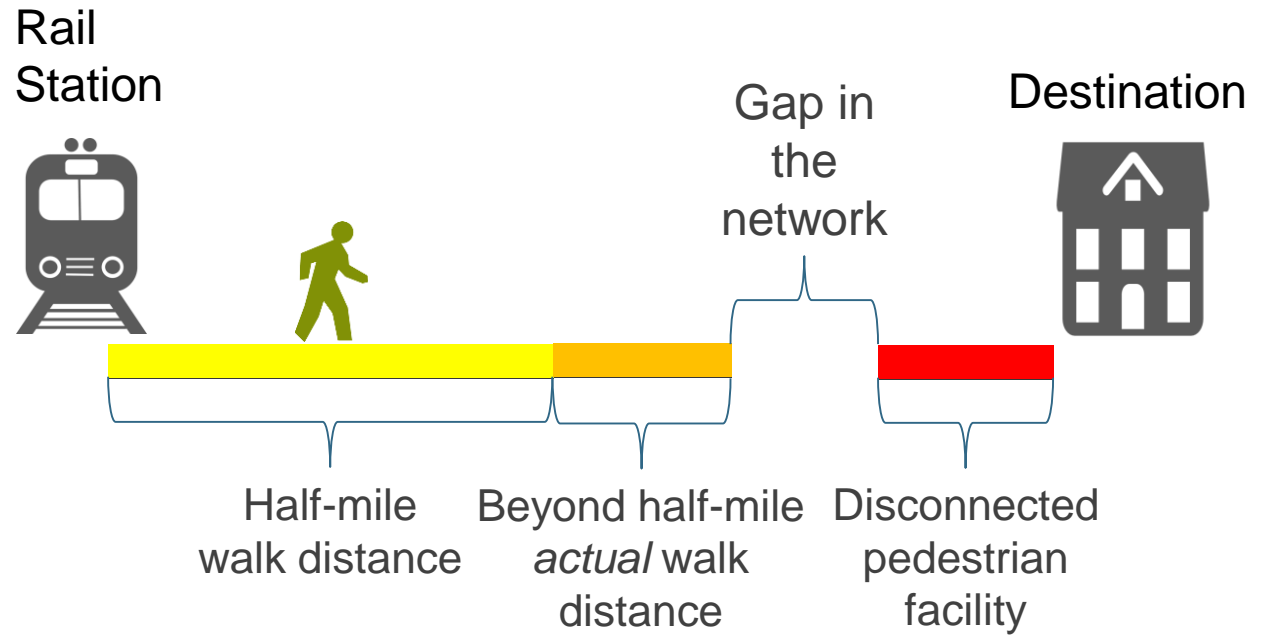 Rail
Station
Gap in
the
network
Destination
Half-mile
walk distance
Beyond half-mile
actual walk
distance
Disconnected
pedestrian
facility